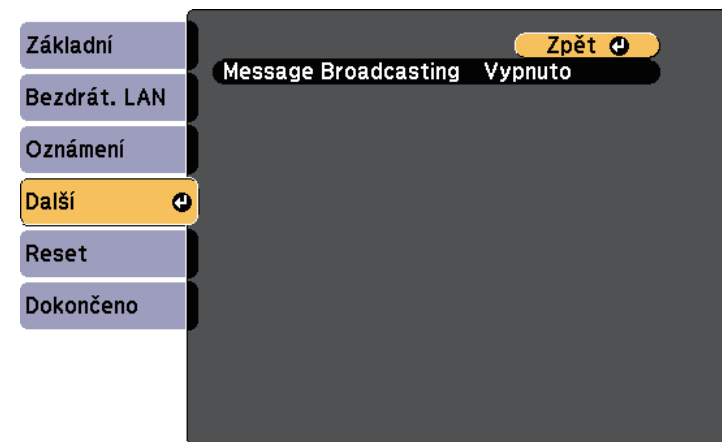 Základní
Bezdrát. LAN
Oznámení
Další
Reset
Dokončeno
Zpět
Message Broadcasting Vypnuto